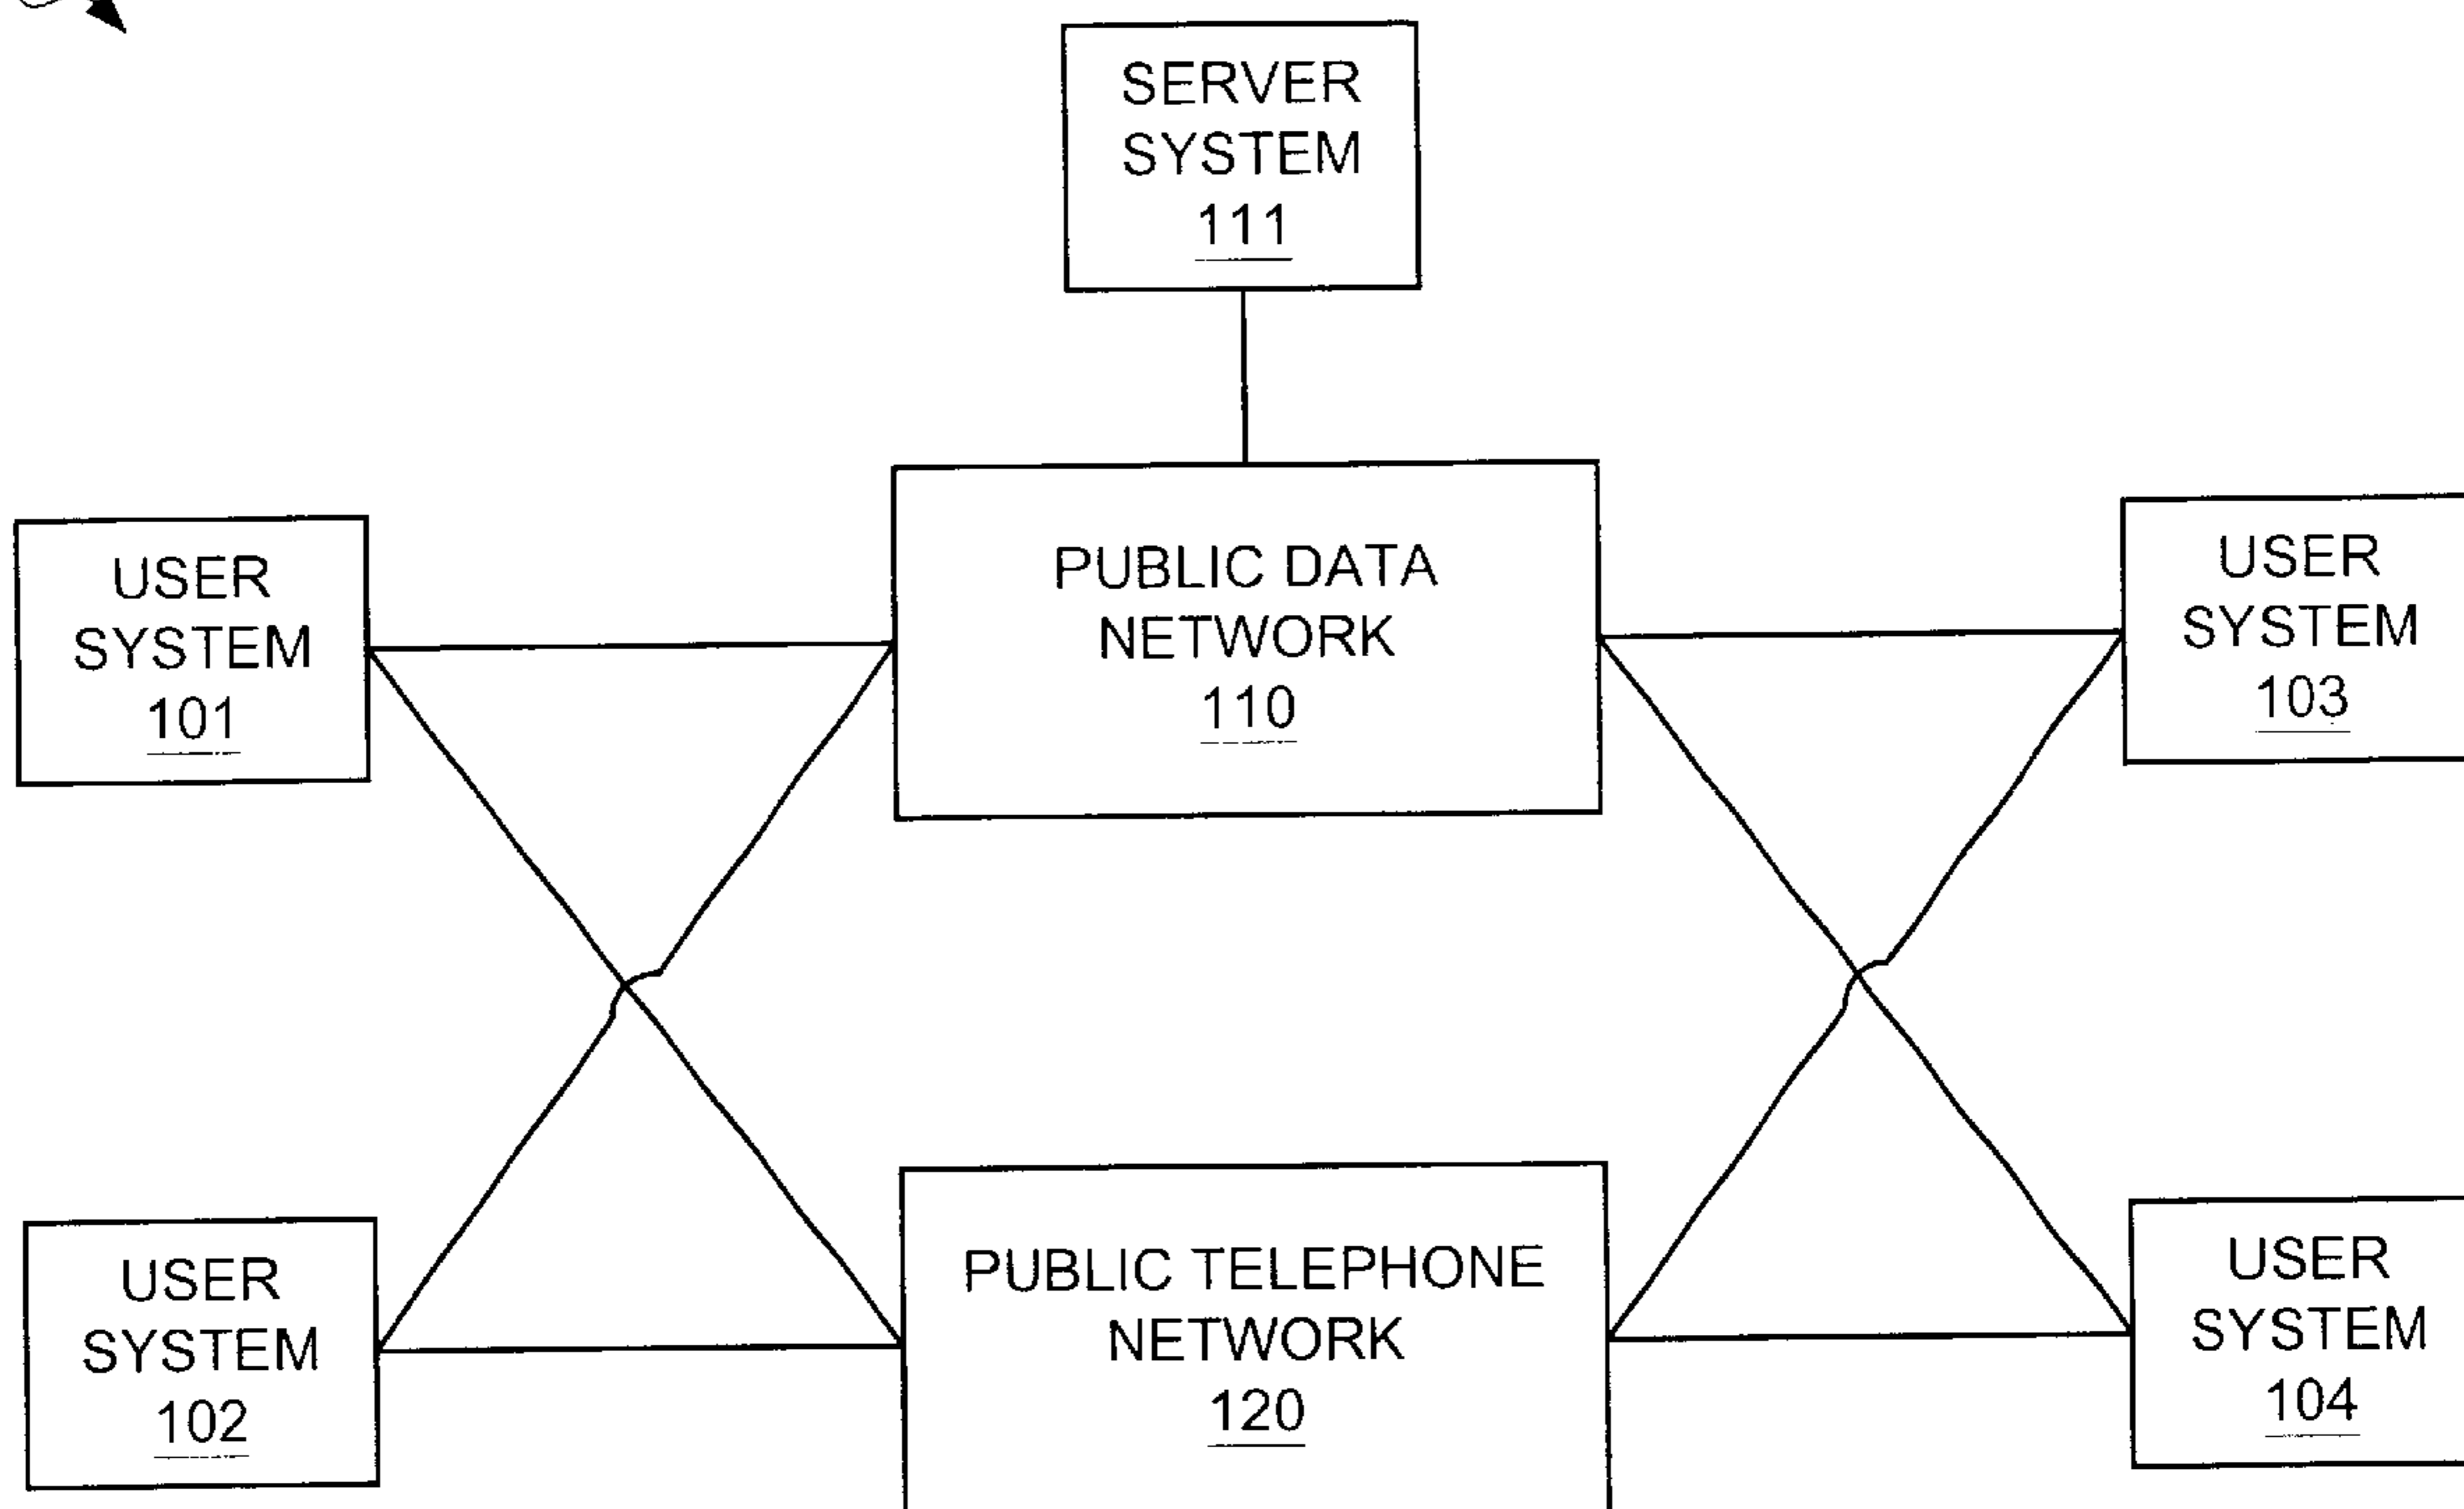 SERVER
SYSTEM
111
USER
SYSTEM
101
PUBLIC DATA
NETWORK
110
USER
SYSTEM
103
USER
SYSTEM
102
PUBLIC TELEPHONE
NETWORK
120
USER
SYSTEM
104